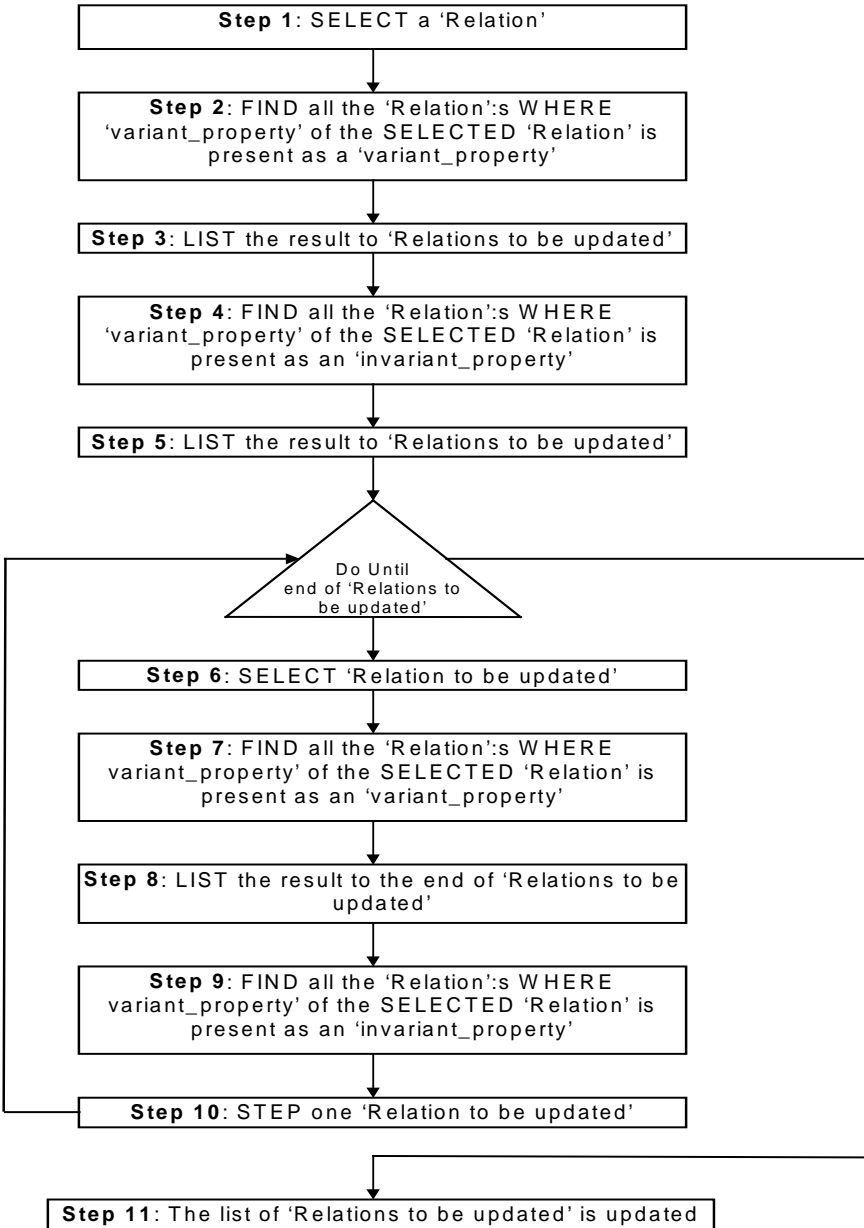 Step 1: SELECT a ‘Relation’
Step 2: FIND all the ‘Relation’:s WHERE
‘variant_property’ of the SELECTED ‘Relation’ is
present as a ‘variant_property’
Step 3: LIST the result to ‘Relations to be updated’
Step 4: FIND all the ‘Relation’:s WHERE
‘variant_property’ of the SELECTED ‘Relation’ is
present as an ‘invariant_property’
Step 5: LIST the result to ‘Relations to be updated’
Do Until
end of ‘Relations to
be updated’
Step 6: SELECT ‘Relation to be updated’
Step 7: FIND all the ‘Relation’:s WHERE
variant_property’ of the SELECTED ‘Relation’ is
present as an ‘variant_property’
Step 8: LIST the result to the end of ‘Relations to be
updated’
Step 9: FIND all the ‘Relation’:s WHERE
variant_property’ of the SELECTED ‘Relation’ is
present as an ‘invariant_property’
Step 10: STEP one ‘Relation to be updated’
Step 11: The list of ‘Relations to be updated’ is updated